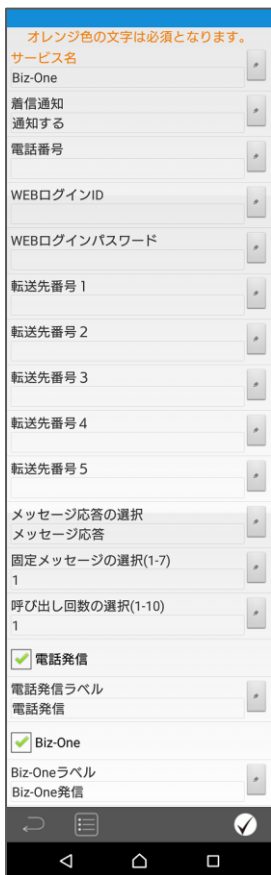 オレンジ色の文字は必須となります。
サービス名
Biz-One
着信通知
通知する
電話番号
WEBログインID
WEBログインパスワード
転送先番号１
転送先番号２
転送先番号３
転送先番号４
転送先番号５
メッセージ応答の選択
メッセージ応答
固定メッセージの選択(1-7)
1
呼び出し回数の選択(1-10)
1
電話発信
電話発信ラベル
電話発信
Biz-One
Biz-Oneラベル
Biz-One発信